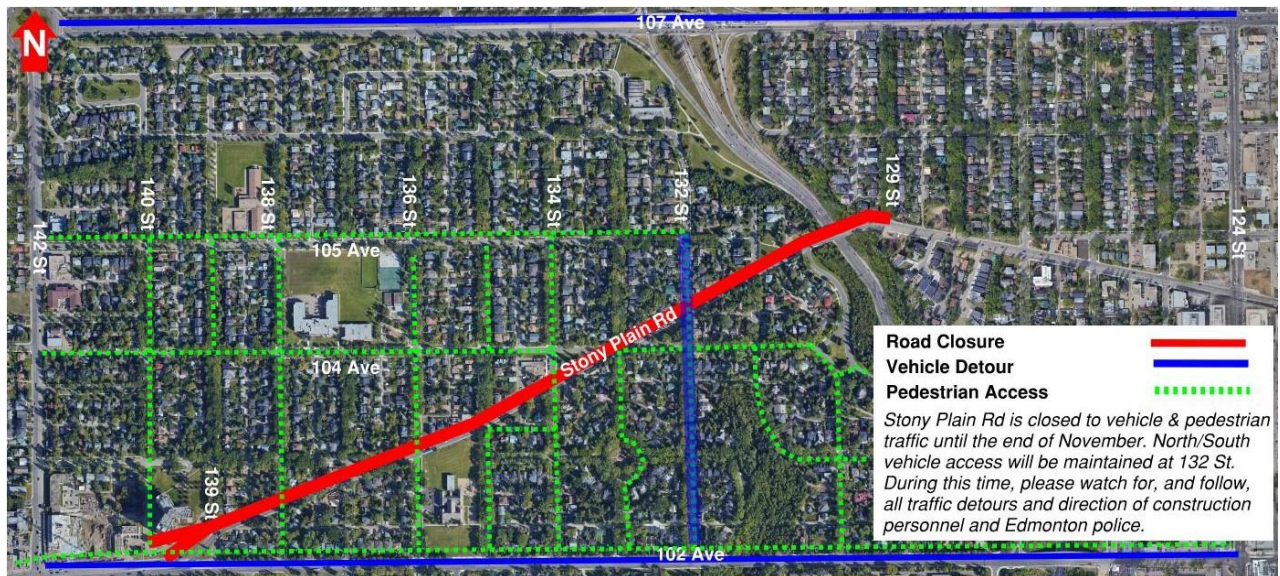 107 Ave
N
140 St
138 St
136 St
134 St
132 St
129 St
142 St
124 St
105 Ave
Stony Plain Rd
104 Ave
139 St
102 Ave
Road Closure
Vehicle Detour
Pedestrian Access
Stony Plain Rd is closed to vehicle & pedestrian
traffic until the end of November. North/South
vehicle access will be maintained at 132 St.
During this time, please watch for, and follow,
all traffic detours and direction of construction
personnel and Edmonton police.